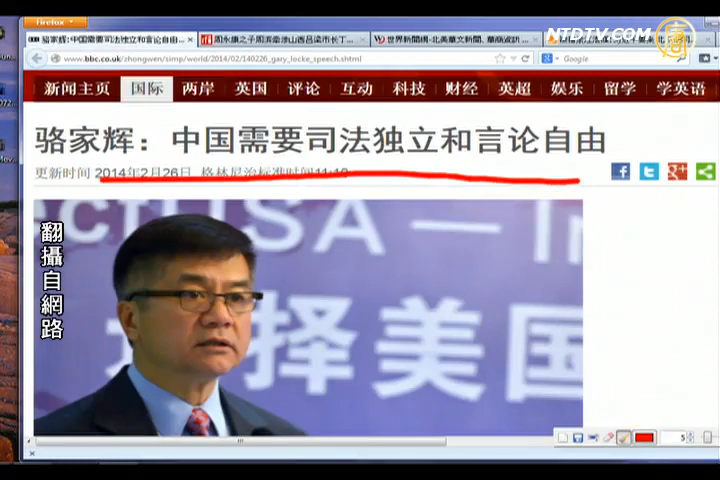 Firefox
NTDTV.COM
骆家辉:中国需要司法独立和言论自由...
周永康之子周滨牵涉山西吕梁市长丁...
世界新聞網-北美華文新聞、華商資訊
www.bbc.co.uk/zhongwen/simp/world/2014/02/140226_gary_locke_speech.shtml
Google
新闻主页 国际 两岸 英国 评论 互动 科技 财经 英超 娱乐 留学 学英语
骆家辉：中国需要司法独立和言论自由
更新时间 2014年2月26日, 格林尼治标准时间11:10
翻攝自網路
ectUSA — In
择美国
5